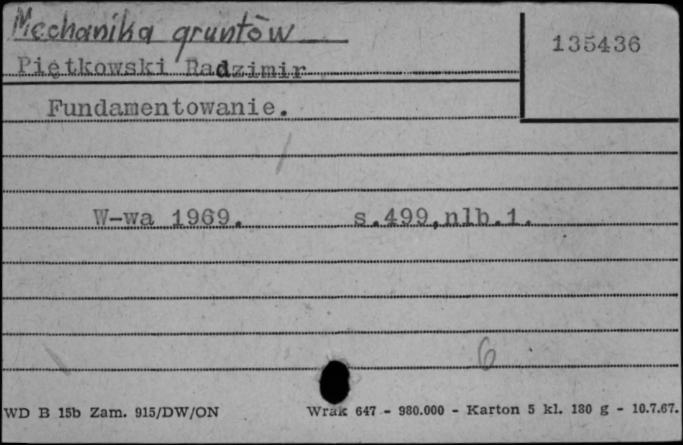 Mechanika gruntów
135436
Piętkowski Radzimir
Fundamentowanie.
W-wa 1969. s.499,nlb.1.
6
WD B 15b Zam. 915/DW/ON Wrak 647 - 980.000 - Karton 5 kl. 180 g - 10.7.67.